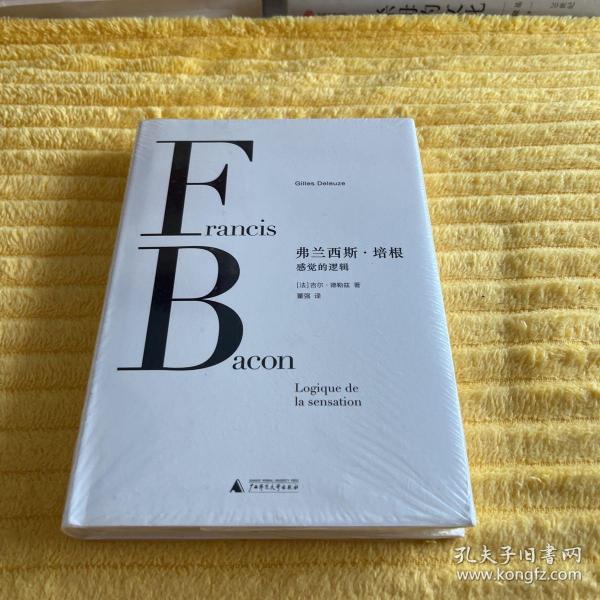 Gilles Deleuze
Francis
Bacon
弗兰西斯·培根
感觉的逻辑
[法]吉尔·德勒兹 著
董强 译
Logique de
la sensation
广西师范大学出版社
孔夫子旧書网
www.kongfz.com